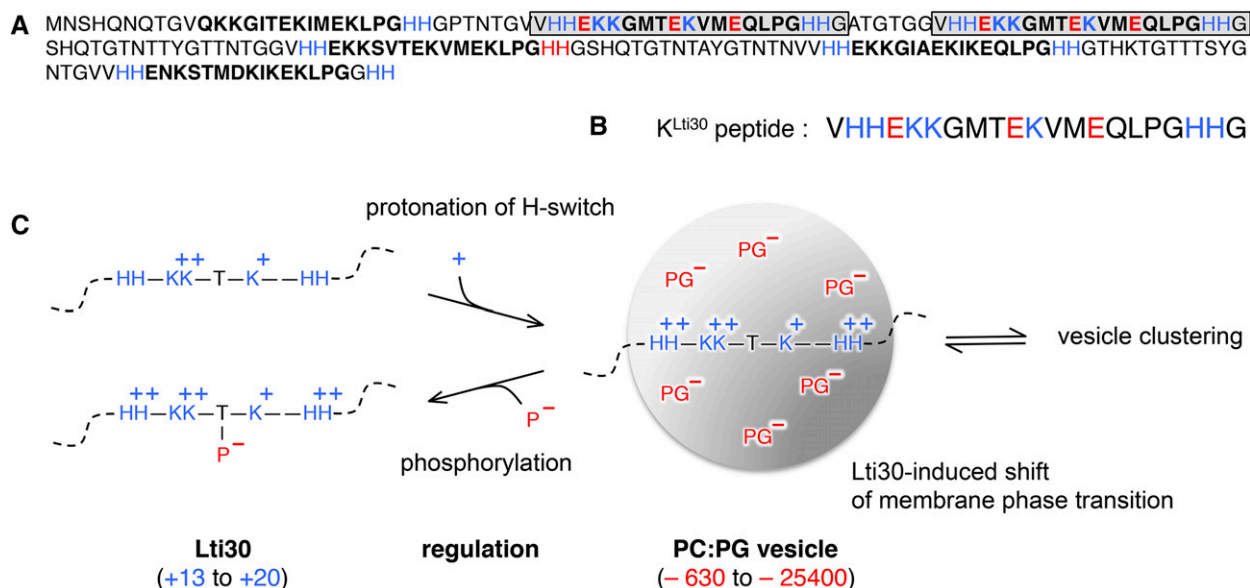 A MNSHQNQTGVQKKGITEKIMEKLPGHHGPTNTGVVHHEKKGMTEKVMEQLPGHHGATGTGGVHHEKKGMTEKVMEQLPGHHG
SHQTGTNTTYGTTNTGGVHHEKKSVTEKVMEKLPGHHGSHQTGTNTAYGTNTNVVHHEKKGIAEKIKEQLPGHHGTHKTGTTTSYG
NTGVVHHENKSTMDKIKEKLPGGHH
B KLti30 peptide : VHHEKKGMTEKVMEQLPGHHG
C
protonation of H-switch
++ +
HH–KK–T–K––HH
+
PG– PG– PG–
++ ++ + ++
HH–KK–T–K––HH
vesicle clustering
++ ++ + ++
HH–KK–T–K––HH
P–
P–
PG– PG– PG–
phosphorylation
Lti30-induced shift
of membrane phase transition
Lti30 regulation PC:PG vesicle
(+13 to +20) (– 630 to – 25400)